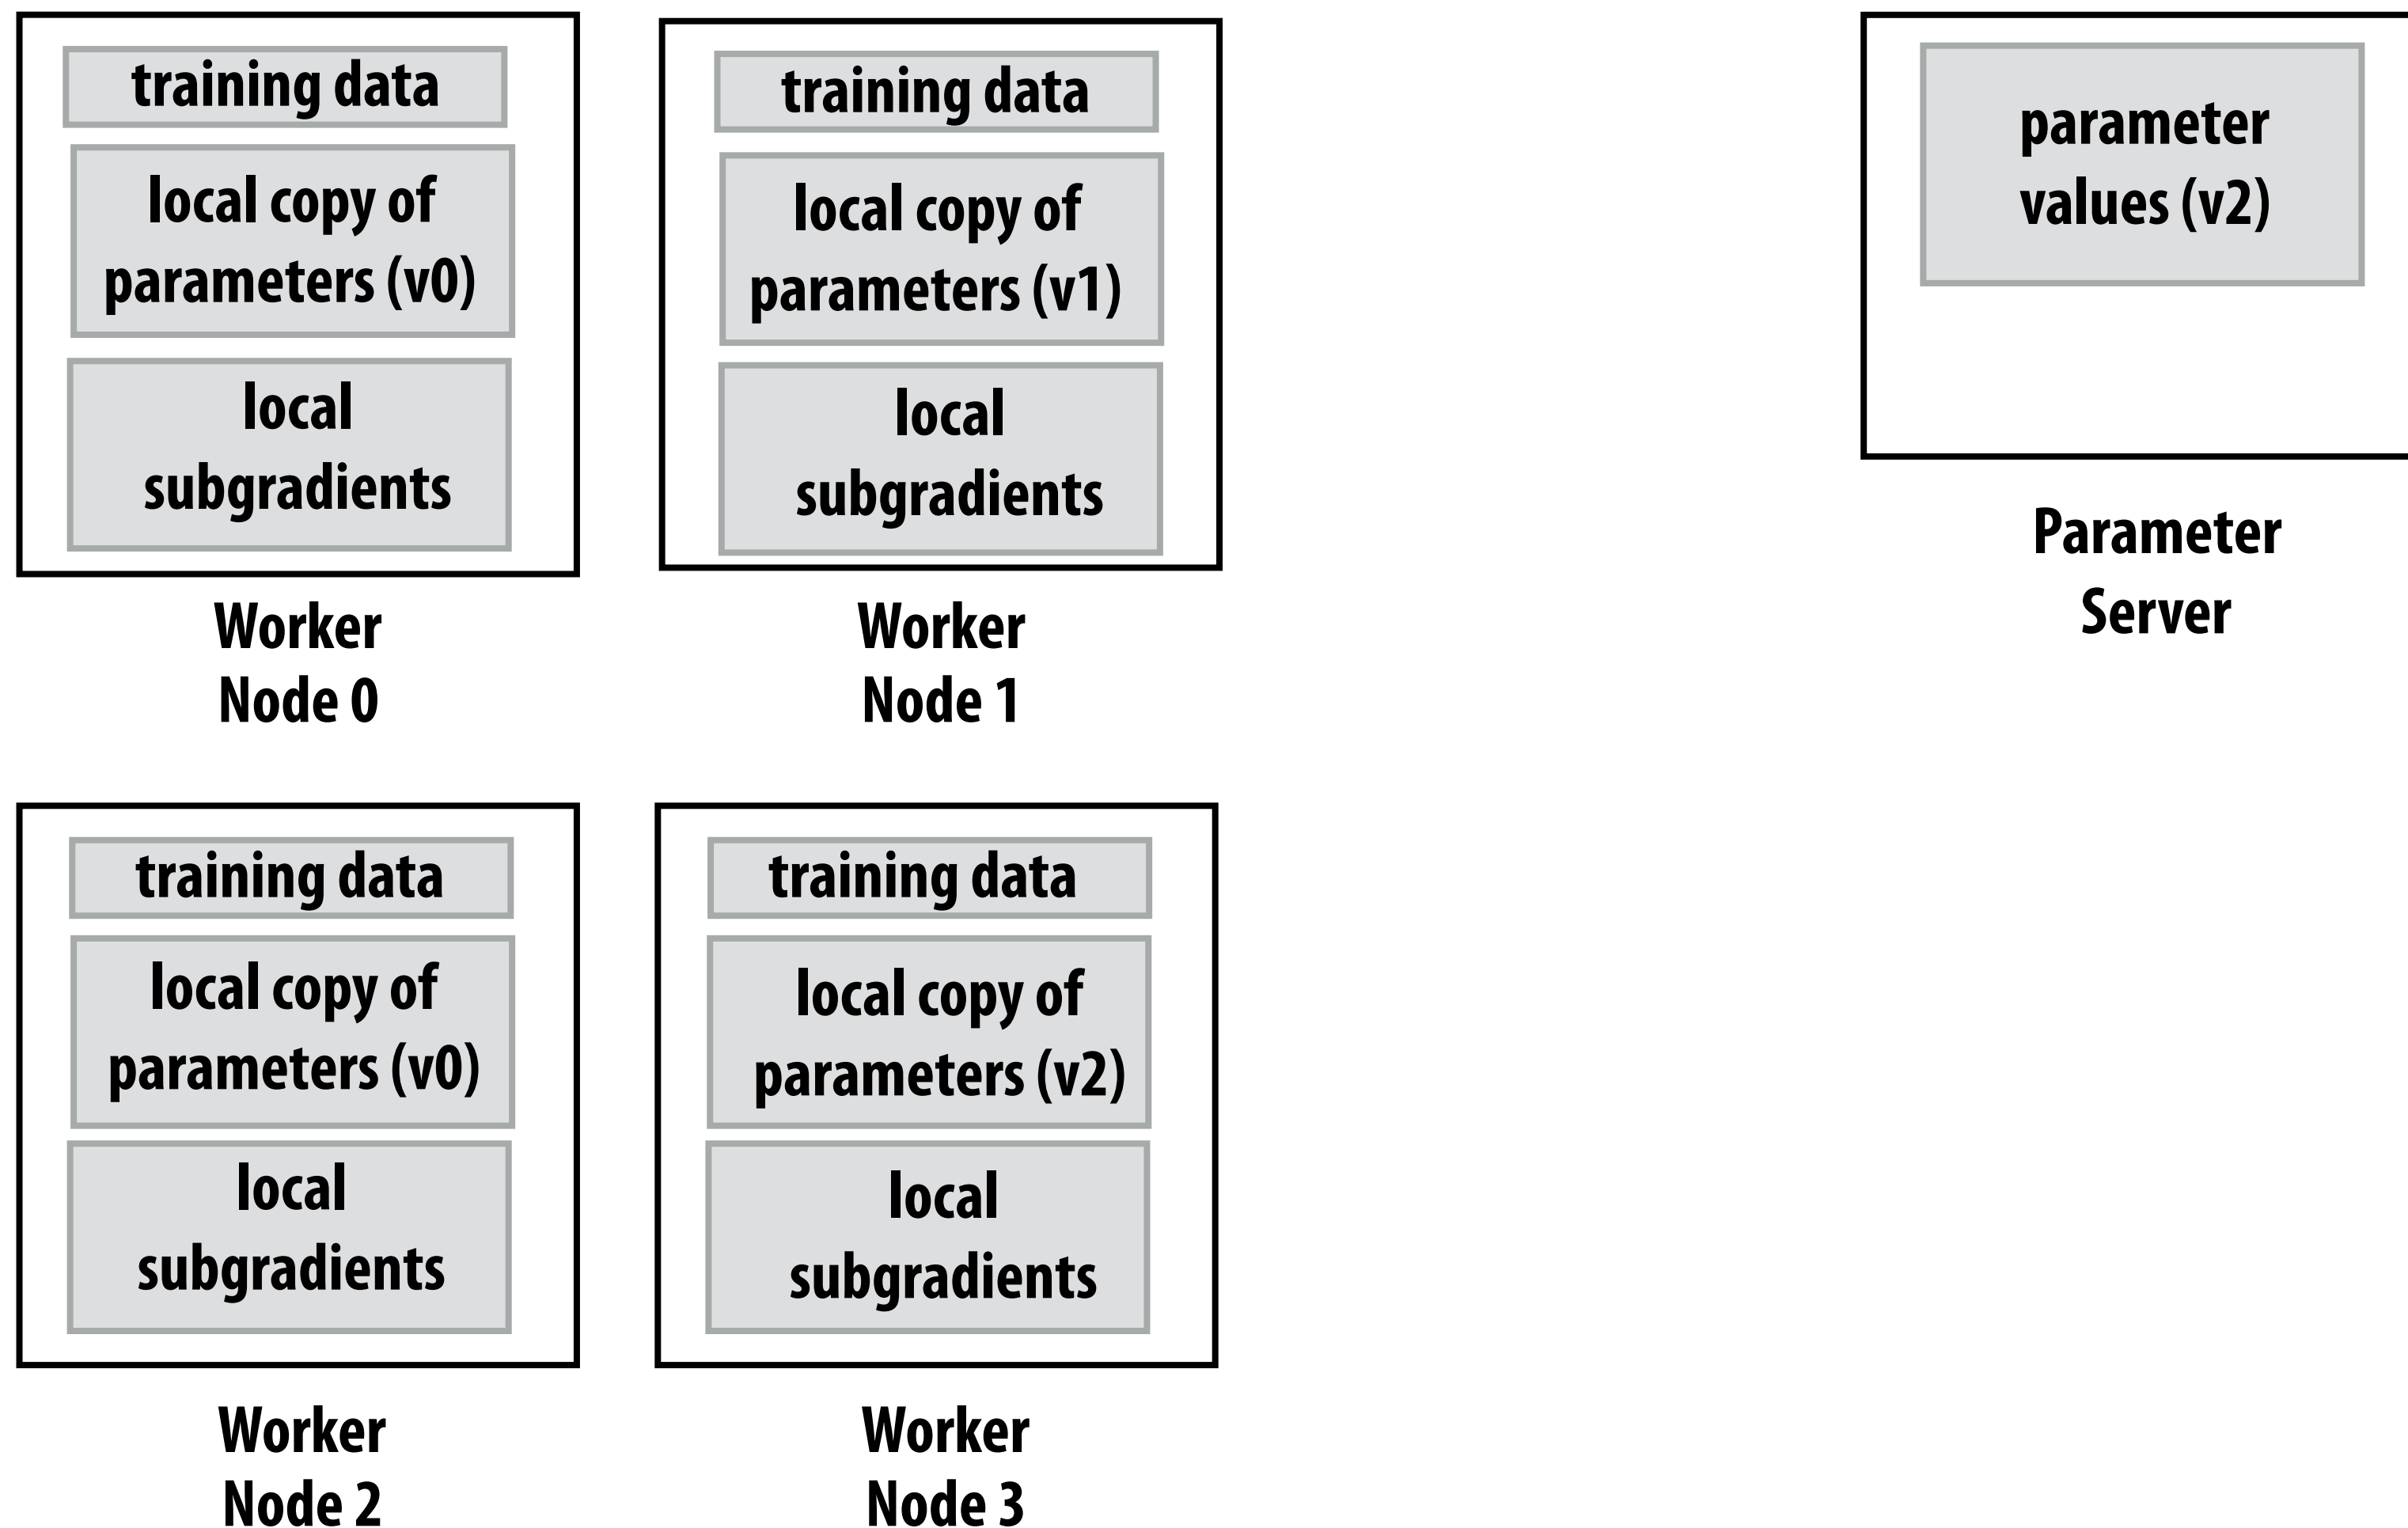 training data
local copy of
parameters (v0)
local
subgradients
Worker
Node 0
training data
local copy of
parameters (v1)
local
subgradients
Worker
Node 1
parameter
values (v2)
Parameter
Server
training data
local copy of
parameters (v0)
local
subgradients
Worker
Node 2
training data
local copy of
parameters (v2)
local
subgradients
Worker
Node 3